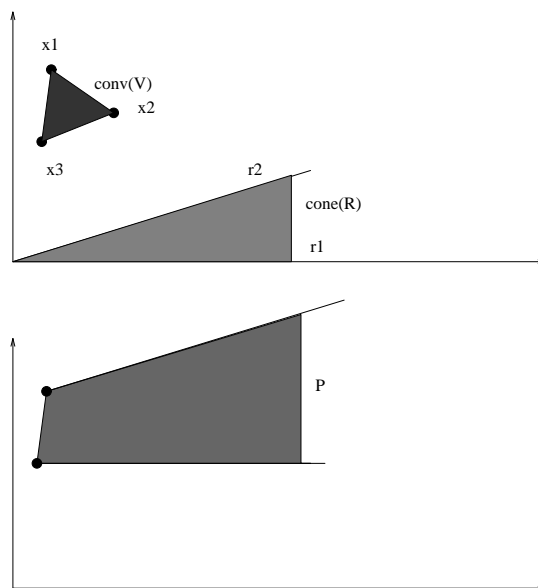 x1
conv(V)
x2
x3
r2
cone(R)
r1
P